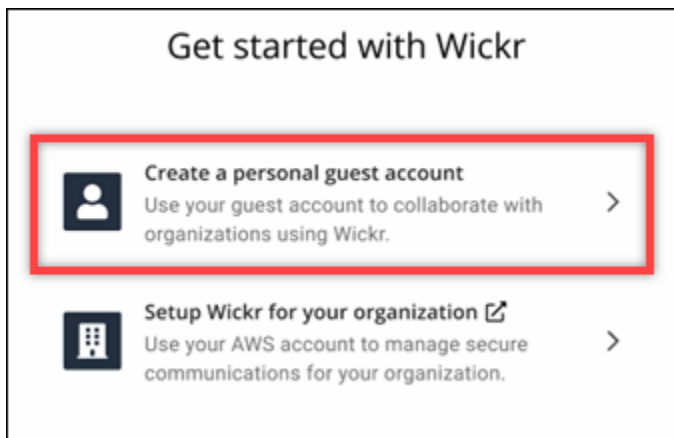 Get started with Wickr
Create a personal guest account
Use your guest account to collaborate with
organizations using Wickr.
Setup Wickr for your organization
Use your AWS account to manage secure
communications for your organization.